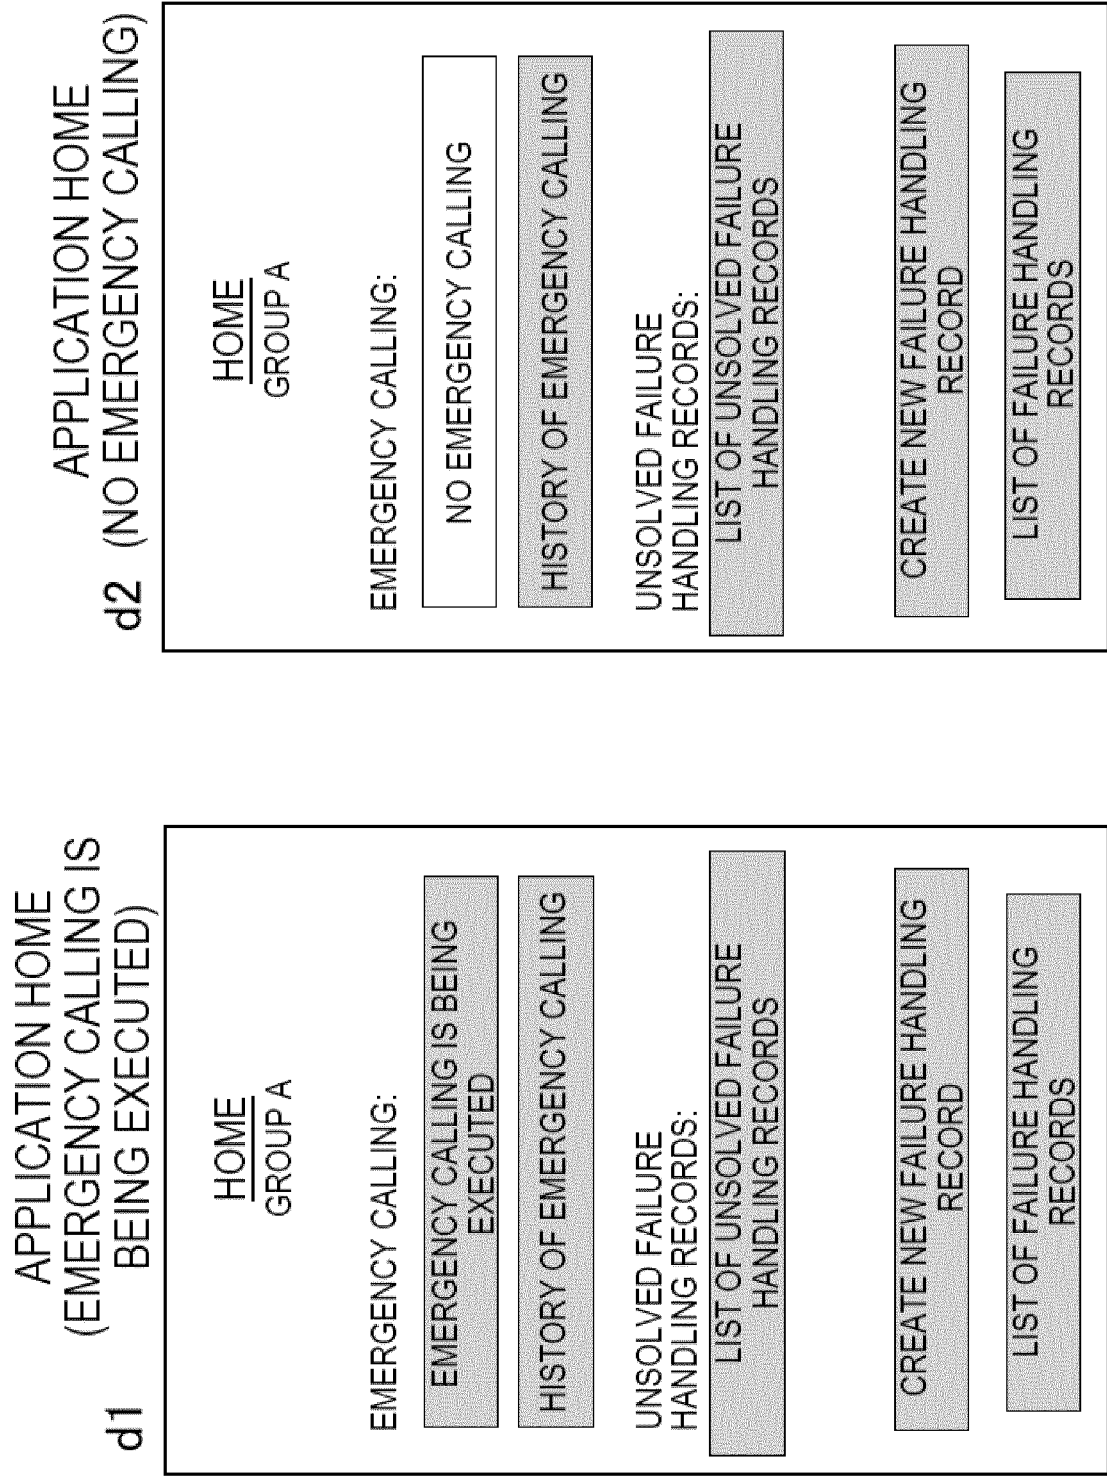 d1
APPLICATION HOME
(EMERGENCY CALLING IS
BEING EXECUTED)
HOME
GROUP A
EMERGENCY CALLING:
EMERGENCY CALLING IS BEING
EXECUTED
HISTORY OF EMERGENCY CALLING
UNSOLVED FAILURE
HANDLING RECORDS:
LIST OF UNSOLVED FAILURE
HANDLING RECORDS
CREATE NEW FAILURE HANDLING
RECORD
LIST OF FAILURE HANDLING
RECORDS
d2
APPLICATION HOME
(NO EMERGENCY CALLING)
HOME
GROUP A
EMERGENCY CALLING:
NO EMERGENCY CALLING
HISTORY OF EMERGENCY CALLING
UNSOLVED FAILURE
HANDLING RECORDS:
LIST OF UNSOLVED FAILURE
HANDLING RECORDS
CREATE NEW FAILURE HANDLING
RECORD
LIST OF FAILURE HANDLING
RECORDS